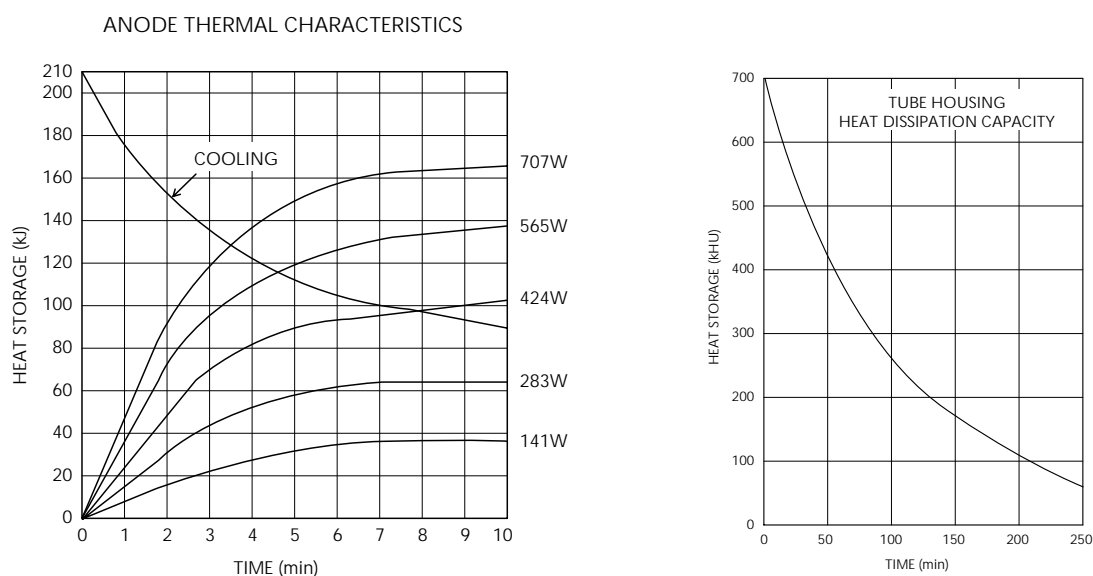 ANODE THERMAL CHARACTERISTICS
210
200
180
160
140
120
100
80
60
40
20
0
HEAT STORAGE (kJ)
COOLING
707W
565W
424W
283W
141W
0 1 2 3 4 5 6 7 8 9 10
TIME (min)
700
600
500
400
300
200
100
0
HEAT STORAGE (kHU)
TUBE HOUSING
HEAT DISSIPATION CAPACITY
0 50 100 150 200 250
TIME (min)